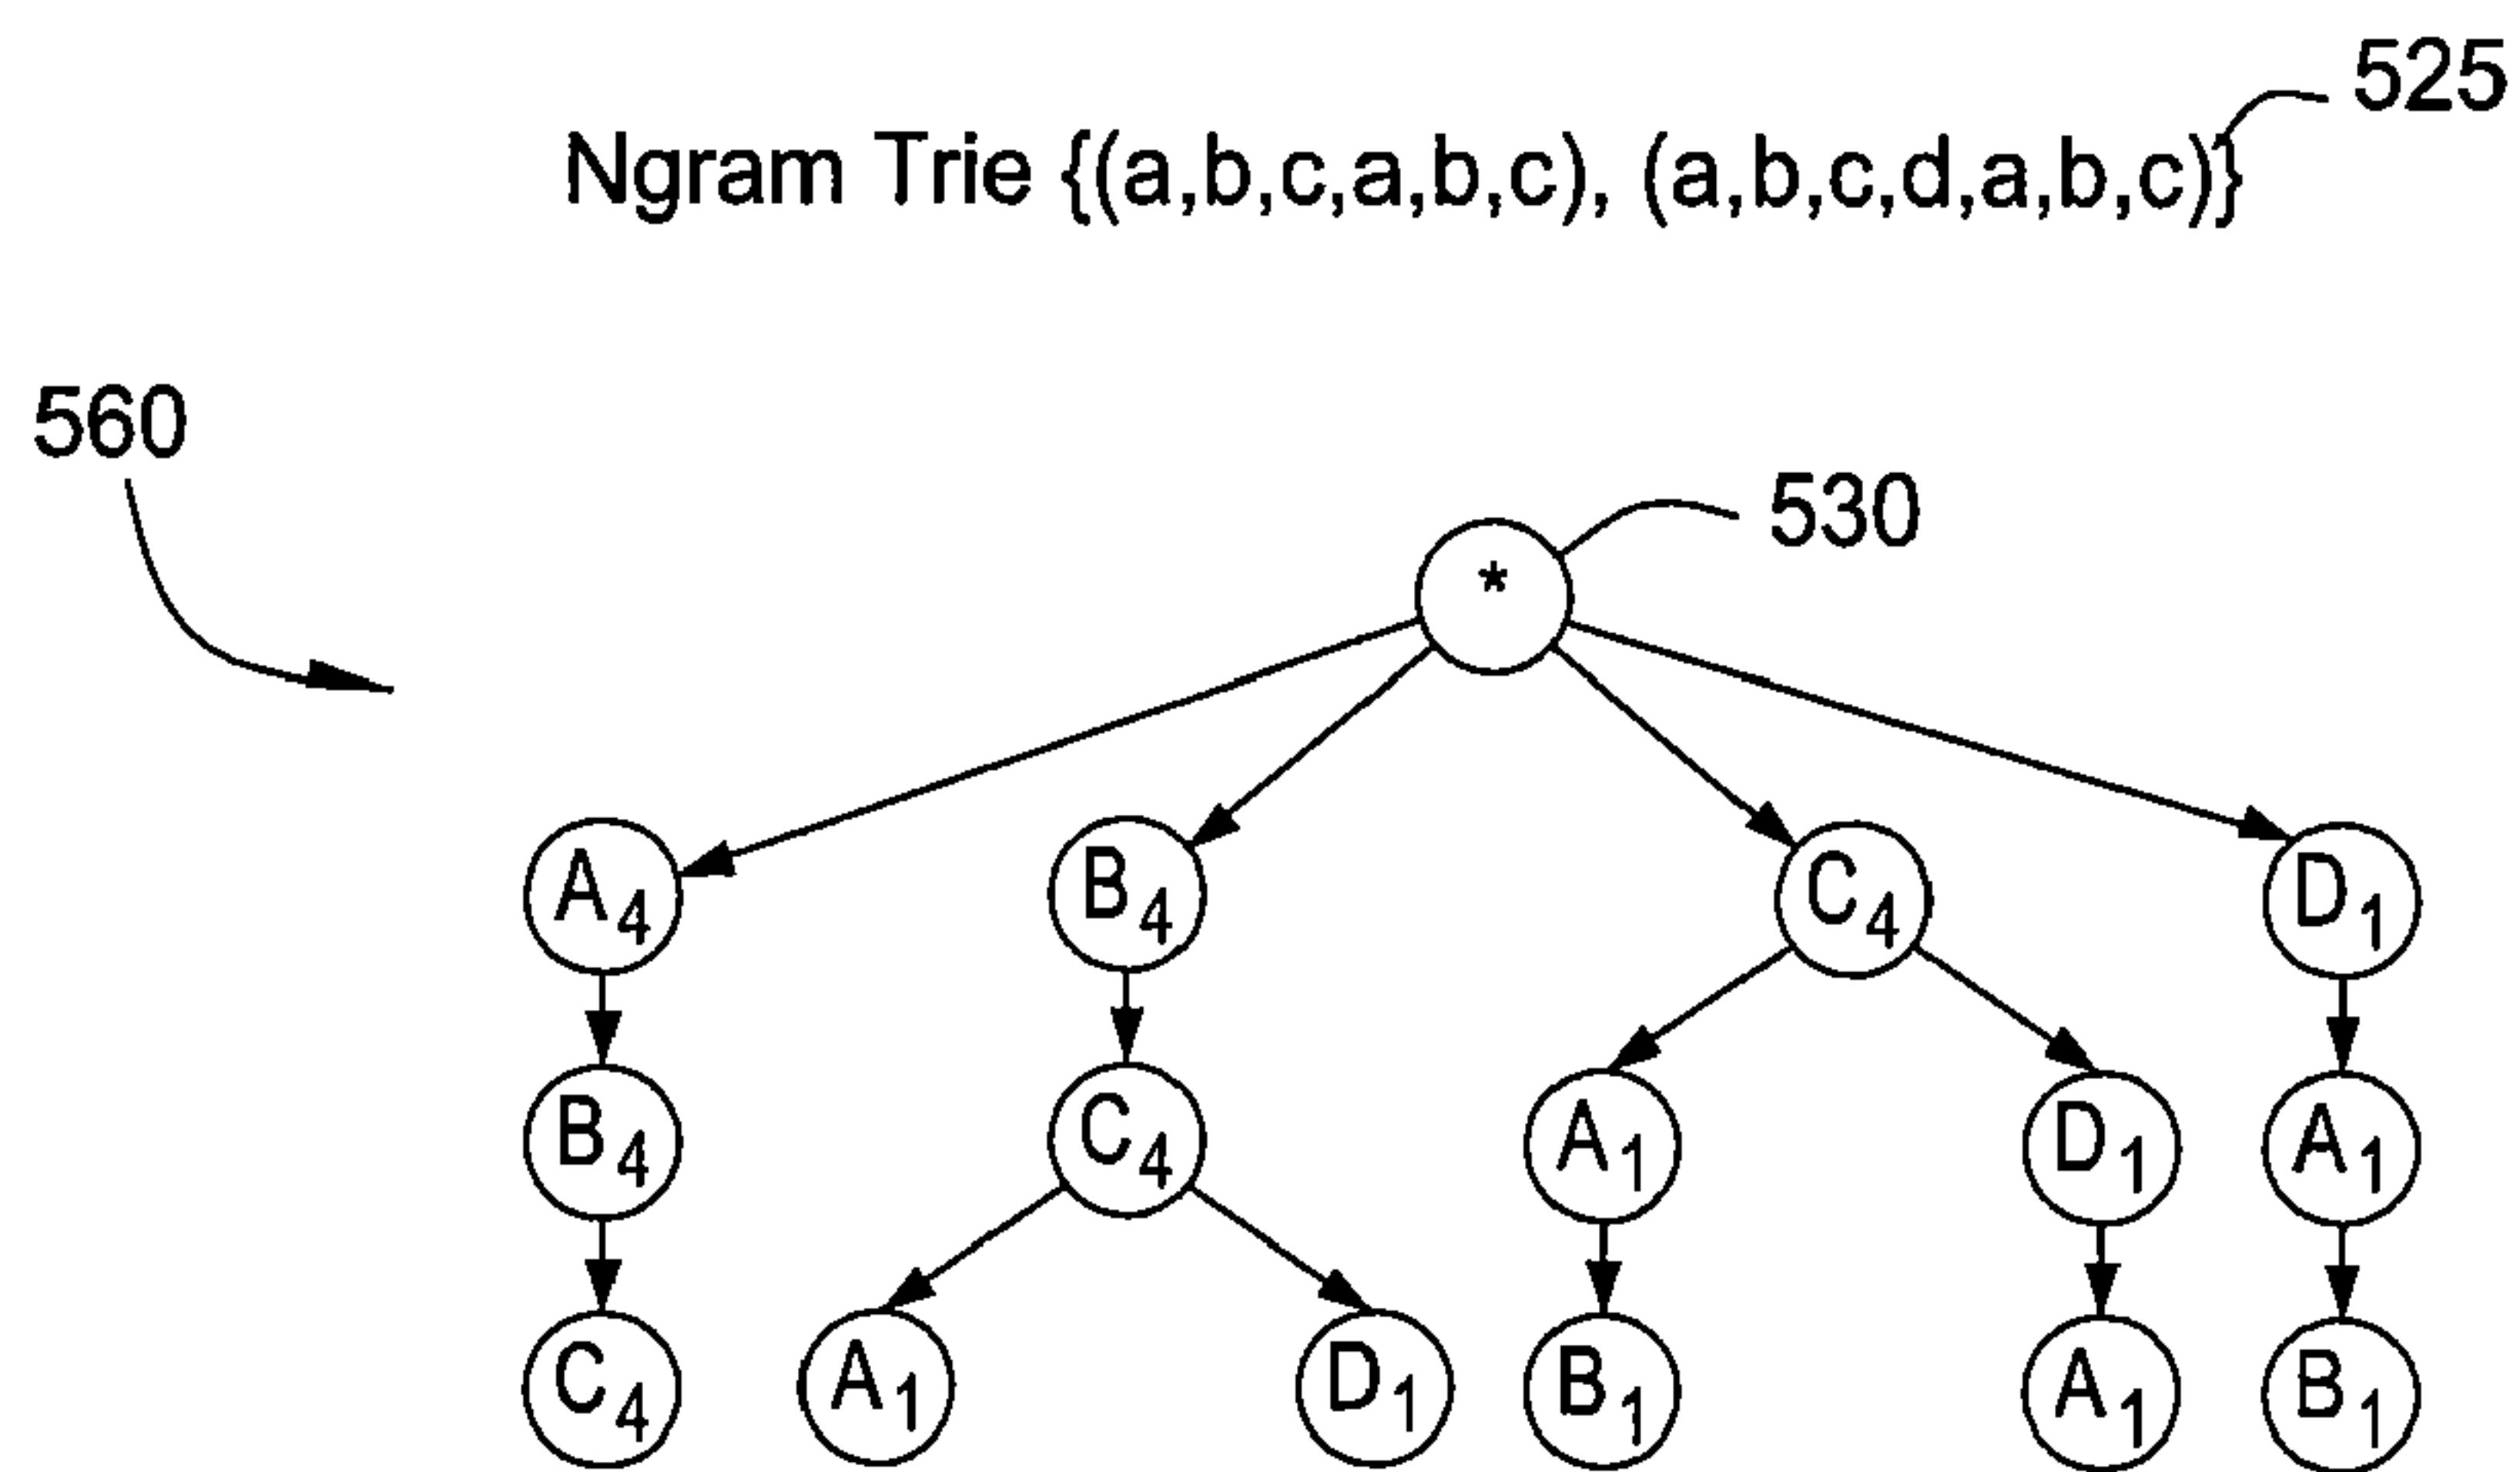 525
Ngram Trie {(a,b,c,a,b,c), (a,b,c,d,a,b,c)}
560
530
*
A4 B4 C4 D1
B4 C4 A1 D1 A1
C4 A1 D1 B1 A1 B1